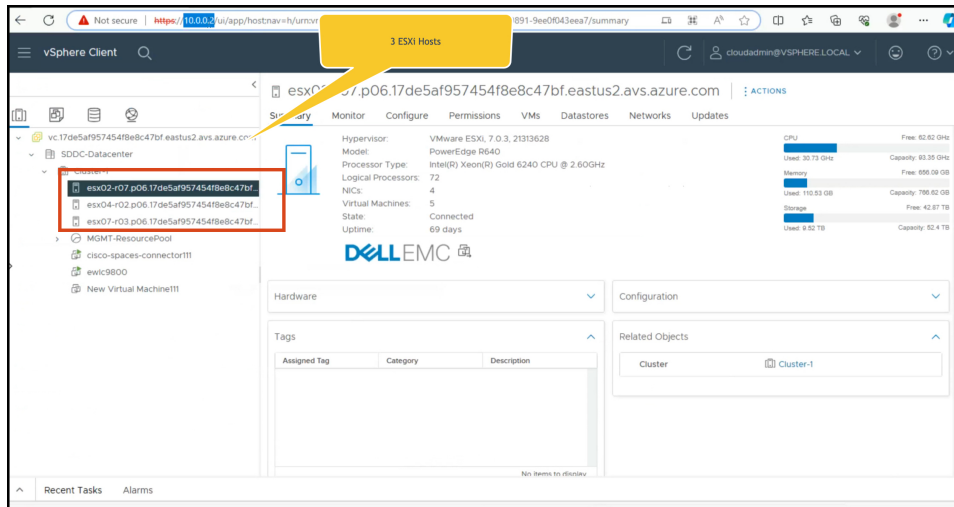 Not secure | https://10.0.0.2/ui/app/host;nav=h/urn:vr 891-9ee0f043eea7/summary
vSphere Client
cloudadmin@VSPHERE.LOCAL
3 ESXi Hosts
vc.17de5af957454f8e8c47bf.eastus2.avs.azure.com
SDDC-Datacenter
Cluster-1
esx02-r07.p06.17de5af957454f8e8c47bf...
esx04-r02.p06.17de5af957454f8e8c47bf...
esx07-r03.p06.17de5af957454f8e8c47bf...
MGMT-ResourcePool
cisco-spaces-connector111
ewlc9800
New Virtual Machine111
7.p06.17de5af957454f8e8c47bf.eastus2.avs.azure.com
ACTIONS
Summary Monitor Configure Permissions VMs Datastores Networks Updates
Hypervisor: VMware ESXi, 7.0.3, 21313628
Model: PowerEdge R640
Processor Type: Intel(R) Xeon(R) Gold 6240 CPU @ 2.60GHz
Logical Processors: 72
NICs: 4
Virtual Machines: 5
State: Connected
Uptime: 69 days
DELLEMC
CPU Free: 62.62 GHz
Used: 30.73 GHz Capacity: 93.35 GHz
Memory Free: 656.09 GB
Used: 110.53 GB Capacity: 766.62 GB
Storage Free: 42.87 TB
Used: 9.52 TB Capacity: 52.4 TB
Hardware
Configuration
Tags
Assigned Tag Category Description
No items to display
Related Objects
Cluster Cluster-1
Recent Tasks Alarms